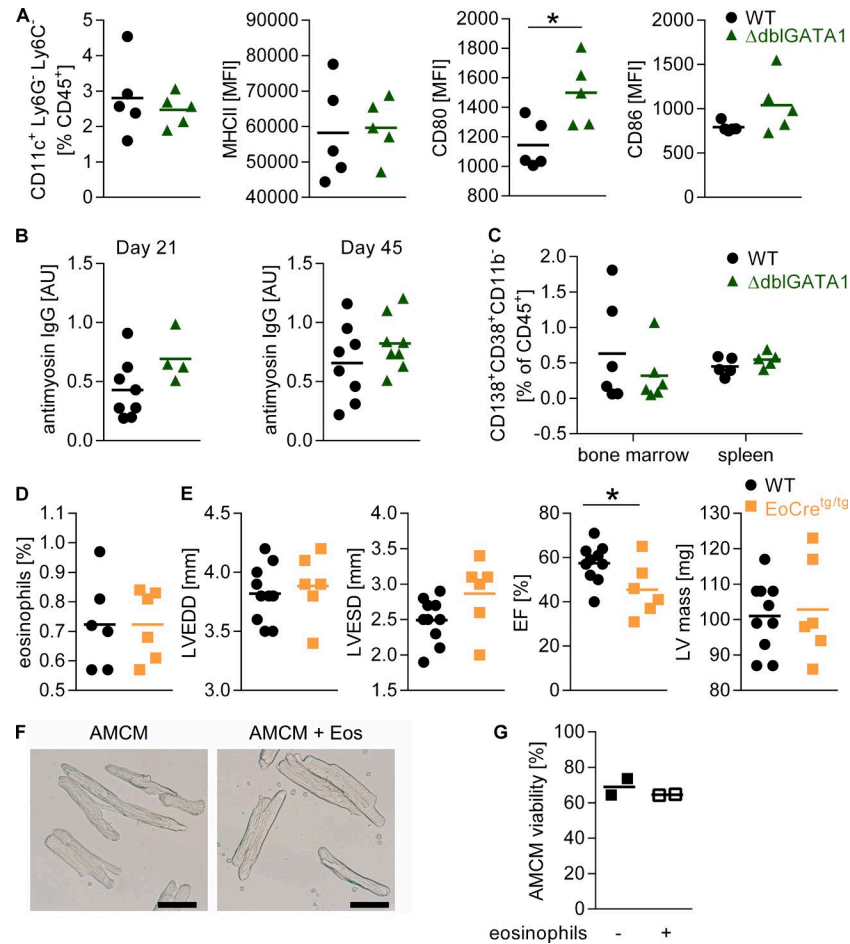 A
WT
ΔdblGATA1
CD11c+ Ly6G- Ly6C-
[% CD45+]
5
4
3
2
1
0
MHCII [MFI]
90000
80000
70000
60000
50000
40000
CD80 [MFI]
2000
1800
1600
1400
1200
1000
800
*
CD86 [MFI]
2000
1500
1000
500
0
B
Day 21
antimyosin IgG [AU]
1.5
1.0
0.5
0.0
Day 45
antimyosin IgG [AU]
1.5
1.0
0.5
0.0
C
WT
ΔdblGATA1
CD138+CD38+CD11b-
[% of CD45+]
2.0
1.5
1.0
0.5
0.0
-0.5
bone marrow
spleen
D
eosinophils [%]
1.1
1.0
0.9
0.8
0.7
0.6
0.5
E
LVEDD [mm]
4.5
4.0
3.5
3.0
LVESD [mm]
4.0
3.5
3.0
2.5
2.0
1.5
EF [%]
80
60
40
20
0
*
WT
EoCretg/tg
LV mass [mg]
130
120
110
100
90
80
F
AMCM
AMCM + Eos
G
AMCM viability [%]
100
80
60
40
20
0
eosinophils - +